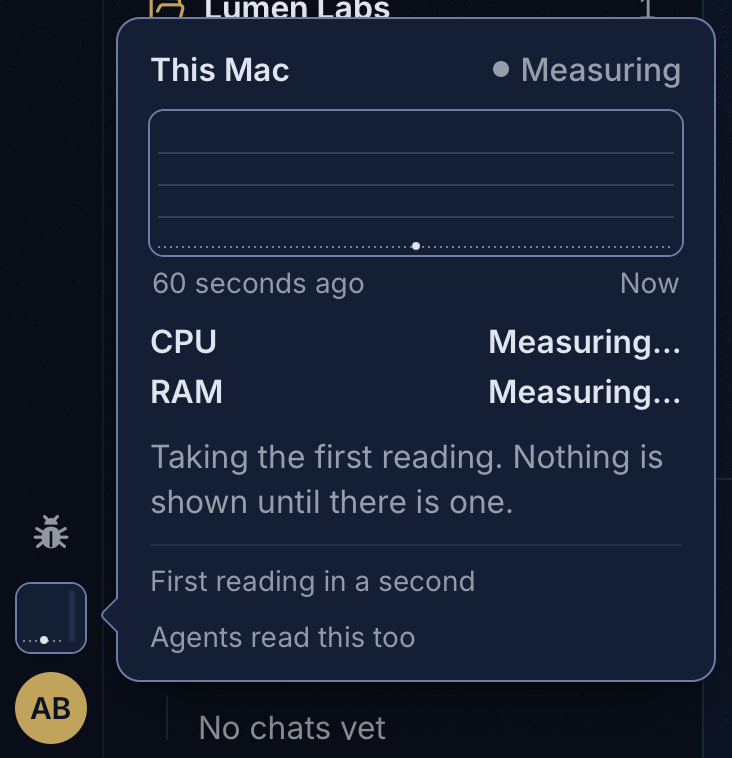 Lumen Labs 1
This Mac Measuring
60 seconds ago Now
CPU Measuring...
RAM Measuring...
Taking the first reading. Nothing is
shown until there is one.
First reading in a second
Agents read this too
AB
No chats yet